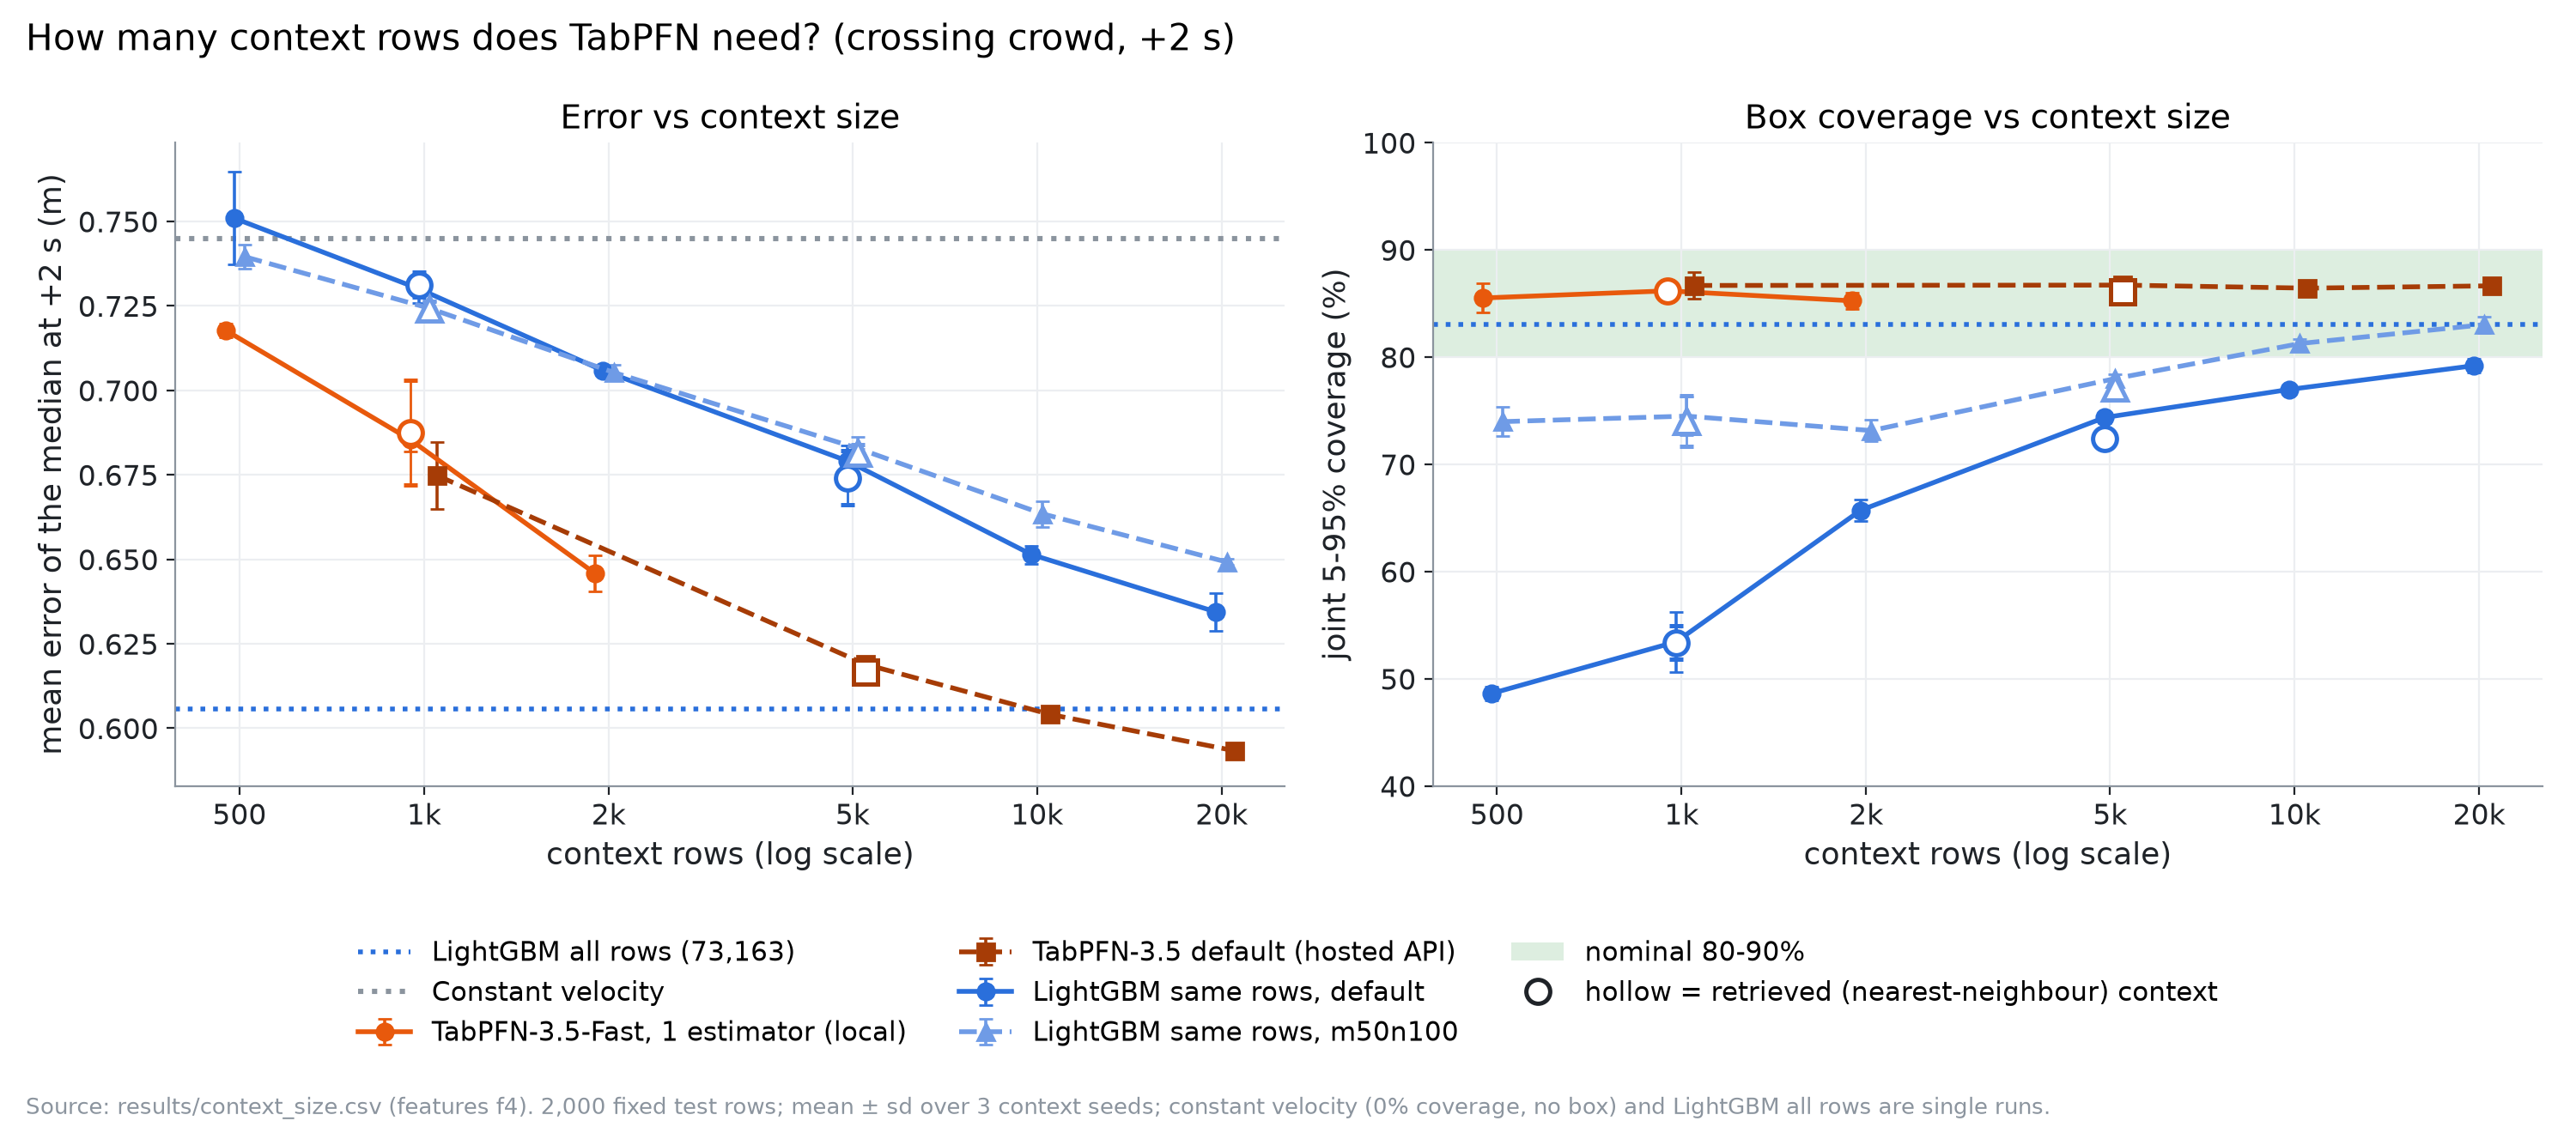 How many context rows does TabPFN need? (crossing crowd, +2 s)
Error vs context size
mean error of the median at +2 s (m)
0.750
0.725
0.700
0.675
0.650
0.625
0.600
500 1k 2k 5k 10k 20k
context rows (log scale)
Box coverage vs context size
joint 5-95% coverage (%)
100
90
80
70
60
50
40
500 1k 2k 5k 10k 20k
context rows (log scale)
LightGBM all rows (73,163)
Constant velocity
TabPFN-3.5-Fast, 1 estimator (local)
TabPFN-3.5 default (hosted API)
LightGBM same rows, default
LightGBM same rows, m50n100
nominal 80-90%
hollow = retrieved (nearest-neighbour) context
Source: results/context_size.csv (features f4). 2,000 fixed test rows; mean ± sd over 3 context seeds; constant velocity (0% coverage, no box) and LightGBM all rows are single runs.